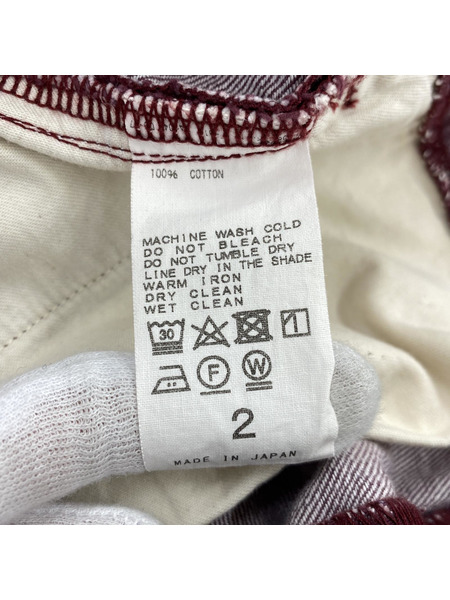 100% COTTON
MACHINE WASH COLD
DO NOT BLEACH
DO NOT TUMBLE DRY
LINE DRY IN THE SHADE
WARM IRON
DRY CLEAN
WET CLEAN
30
F W
2
MADE IN JAPAN